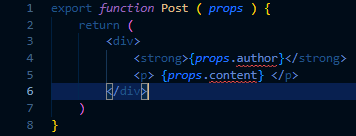 1 export function Post ( props ) {
2 return (
3 <div>
4 <strong>{props.author}</strong>
5 <p> {props.content} </p>
6 </div>
7 )
8 }